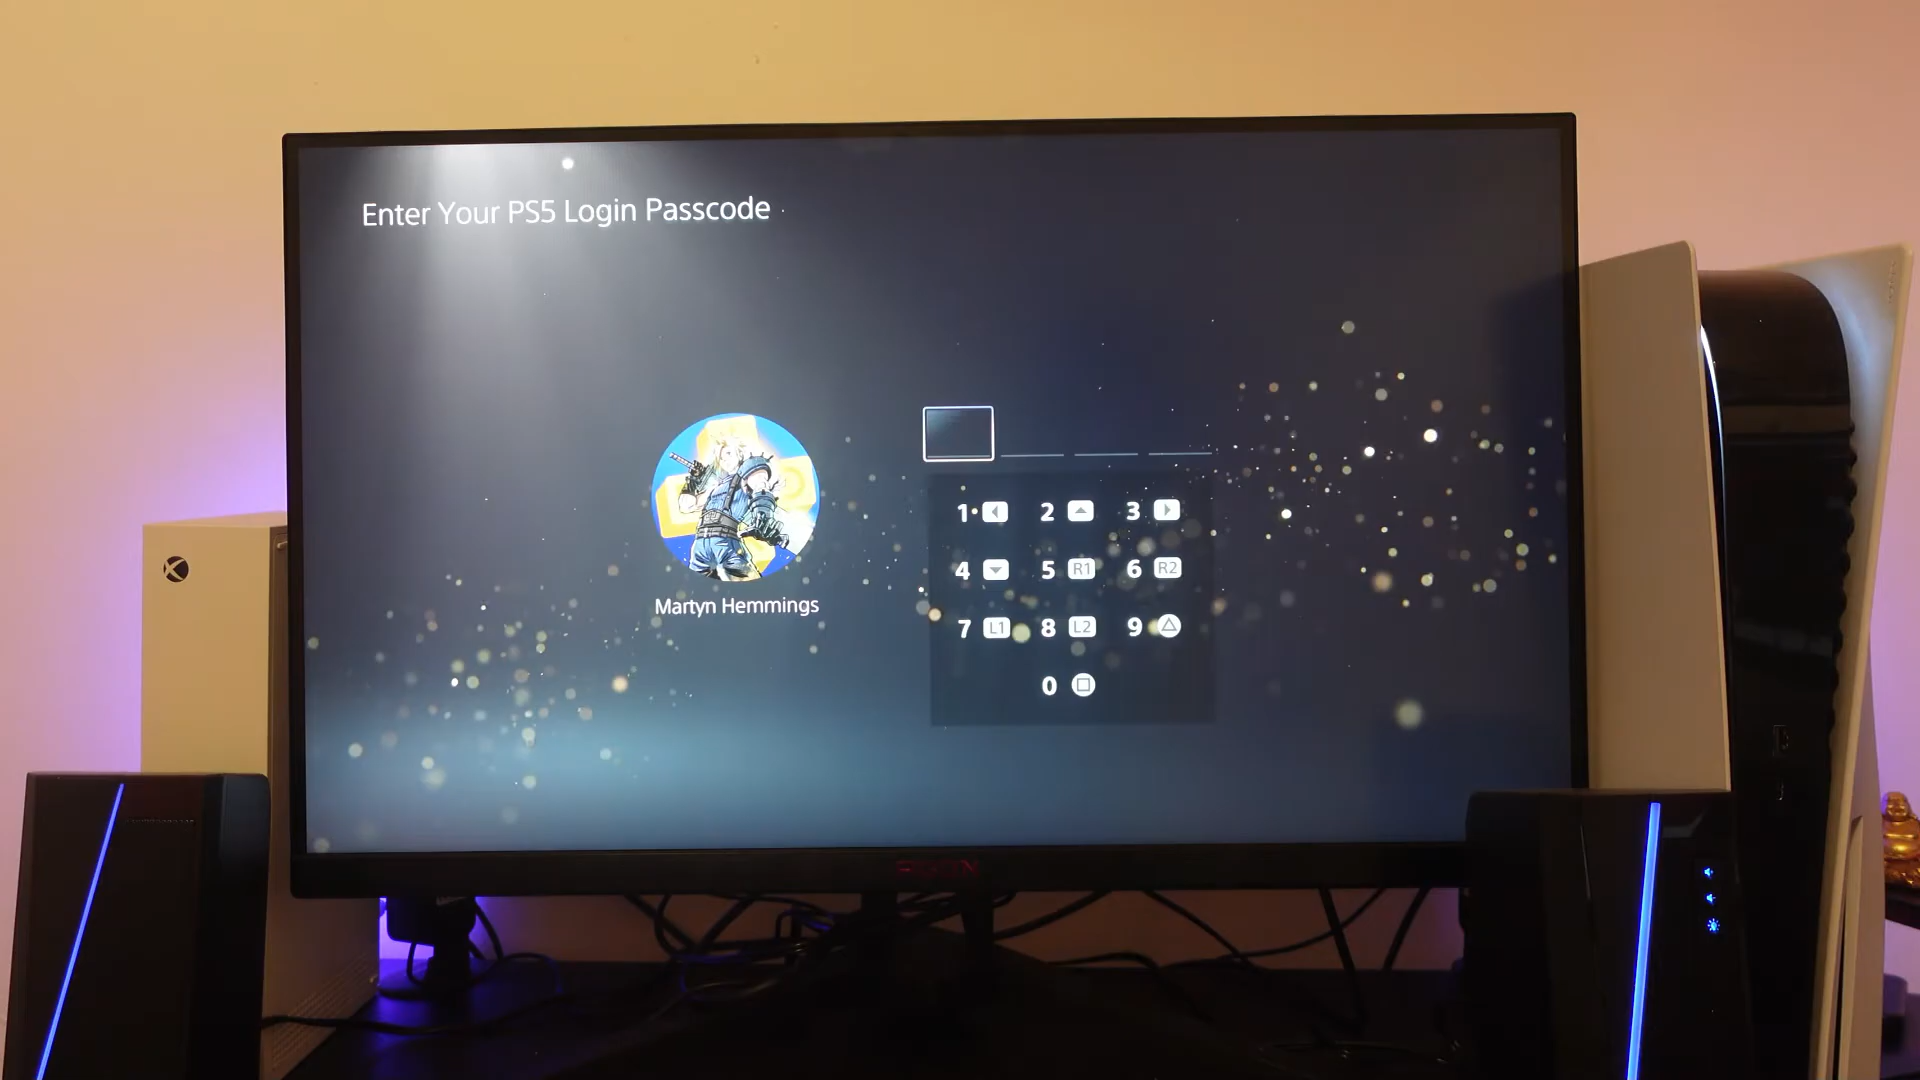 Enter Your PS5 Login Passcode
1 2 3
4 5 R1 6 R2
Martyn Hemmings
7 L1 8 L2 9
0